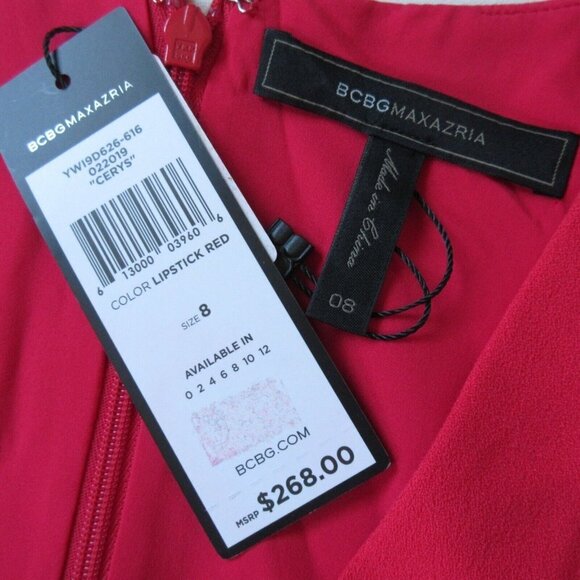 BCBGMAXAZRIA
YWI9D626-616
022019
"CERYS"
6 13000 03960 6
COLOR LIPSTICK RED
SIZE 8
AVAILABLE IN
0 2 4 6 8 10 12
BCBG.COM
MSRP $268.00
BCBGMAXAZRIA
Made in China
08